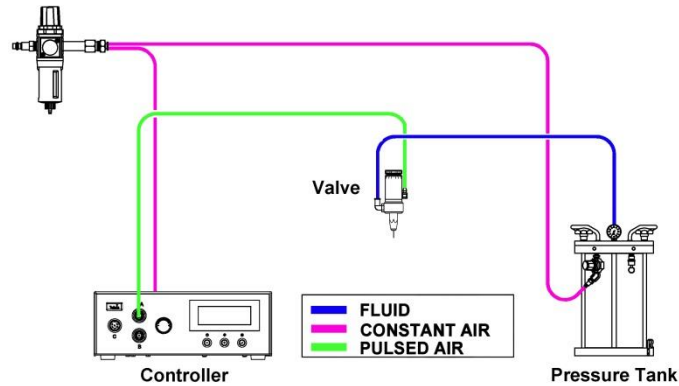 Valve
A
C
B
FLUID
CONSTANT AIR
PULSED AIR
Controller
Pressure Tank